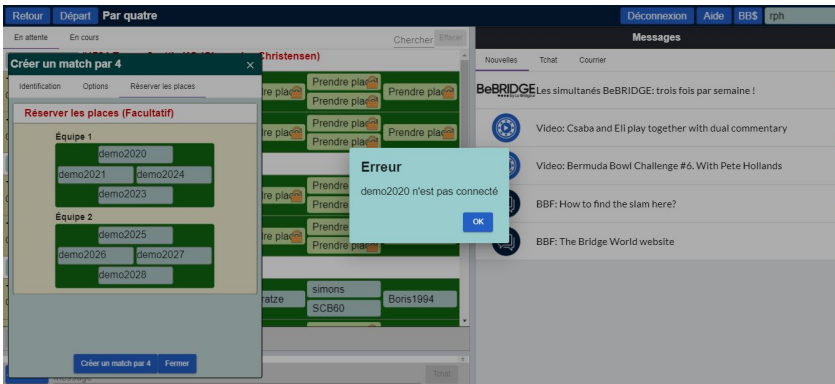 Retour Départ Par quatre Déconnexion Aide BB$ rph
En attente En cours Chercher Effacer
Christensen)
Créer un match par 4 ×
Identification Options Réserver les places
Réserver les places (Facultatif)
Équipe 1
demo2020
demo2021 demo2024
demo2023
Équipe 2
demo2025
demo2026 demo2027
demo2028
Créer un match par 4 Fermer
Prendre place
Prendre place
Prendre place
Prendre place
Prendre place
Prendre place
Prendre
Prendre
Prendre
Prendre place
simons
SCB60
Boris1994
Tchat
Erreur
demo2020 n'est pas connecté
OK
Messages
Nouvelles Tchat Courrier
BeBRIDGE
Les simultanés BeBRIDGE: trois fois par semaine !
Video: Csaba and Eli play together with dual commentary
Video: Bermuda Bowl Challenge #6. With Pete Hollands
BBF: How to find the slam here?
BBF: The Bridge World website